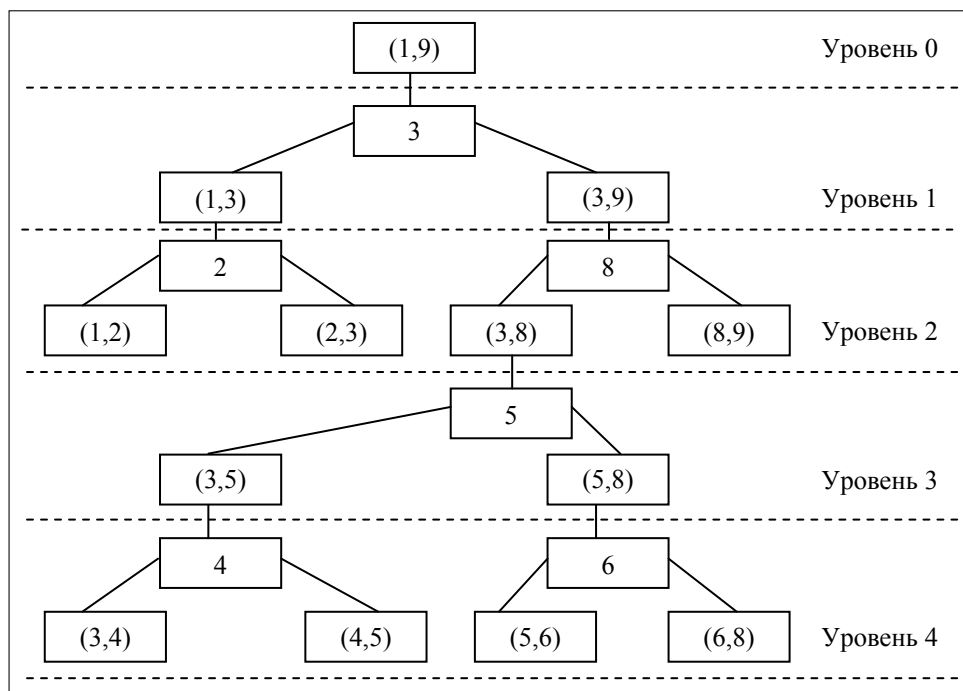 (1,9) Уровень 0
3
(1,3) (3,9) Уровень 1
2 8
(1,2) (2,3) (3,8) (8,9) Уровень 2
5
(3,5) (5,8) Уровень 3
4 6
(3,4) (4,5) (5,6) (6,8) Уровень 4